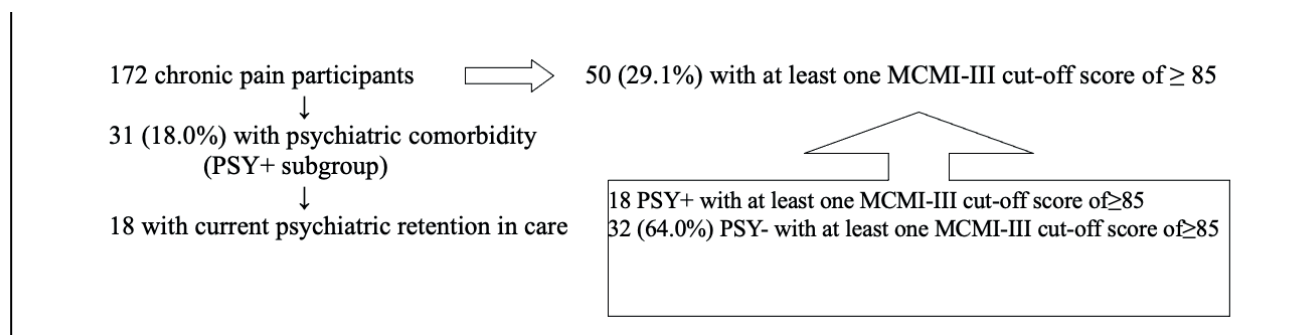 172 chronic pain participants
50 (29.1%) with at least one MCMI-III cut-off score of ≥ 85
↓
31 (18.0%) with psychiatric comorbidity
(PSY+ subgroup)
↓
18 with current psychiatric retention in care
18 PSY+ with at least one MCMI-III cut-off score of≥85
32 (64.0%) PSY- with at least one MCMI-III cut-off score of≥85